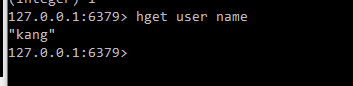 (integer) 1
127.0.0.1:6379> hget user name
"kang"
127.0.0.1:6379>